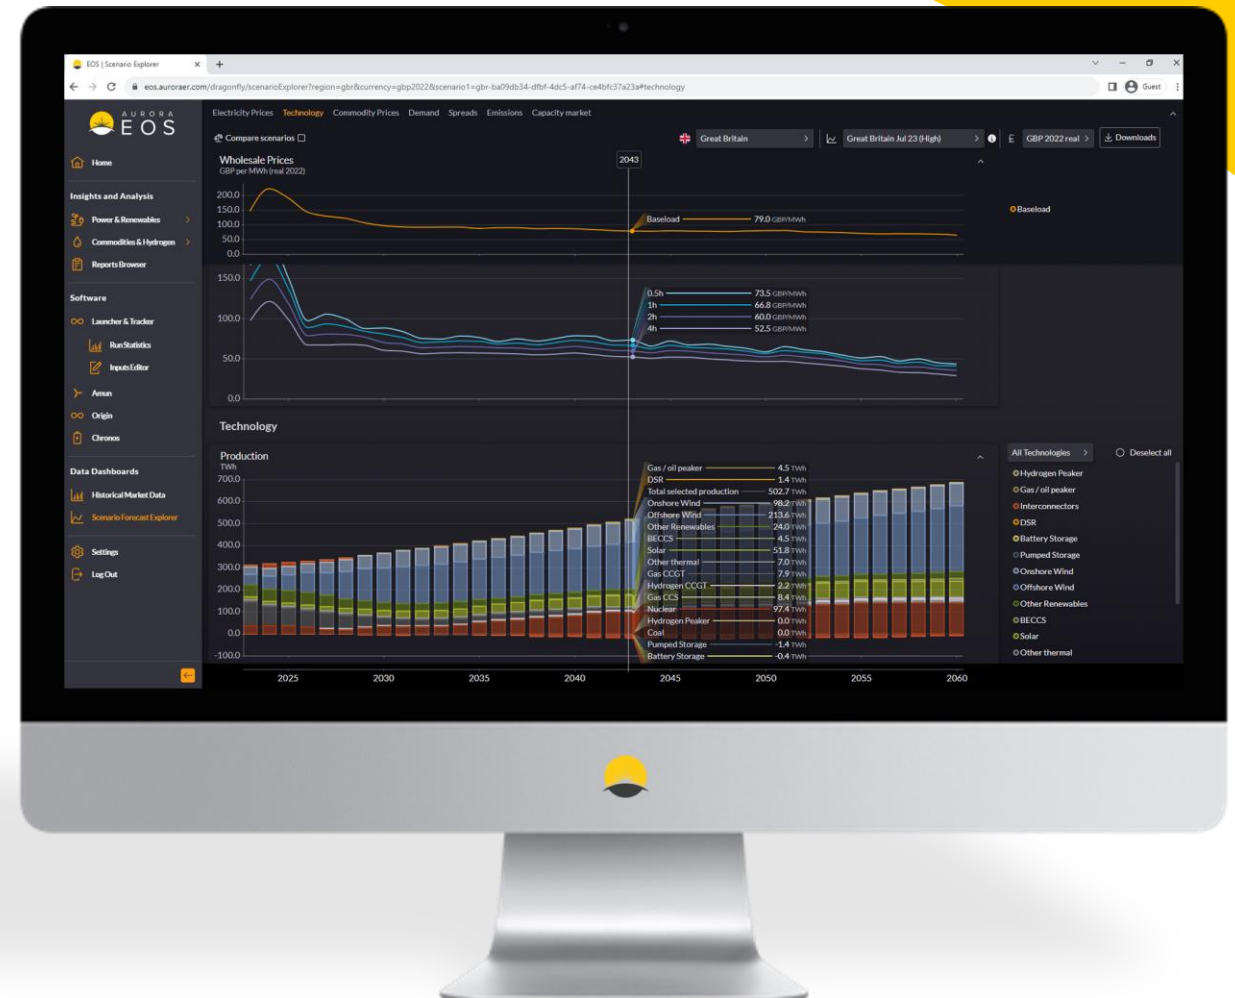 EOS | Scenario Explorer
eos.auroraer.com/dragonfly/scenarioExplorer?region=gbr&currency=gbp2022&scenario1=gbr-ba09db34-dfbf-4dc5-af74-ce4bfc37a23a#technology
Guest
AURORA
EOS
Electricity Prices Technology Commodity Prices Demand Spreads Emissions Capacity market
Compare scenarios
Great Britain
Great Britain Jul 23 (High)
£ GBP 2022 real
Downloads
Home
Insights and Analysis
Power & Renewables
Commodities & Hydrogen
Reports Browser
Software
Launcher & Tracker
Run Statistics
Inputs Editor
Amun
Origin
Chronos
Data Dashboards
Historical Market Data
Scenario Forecast Explorer
Settings
Log Out
Wholesale Prices
GBP per MWh (real 2022)
2043
200.0
150.0
100.0
50.0
0.0
Baseload 79.0 GBP/MWh
Baseload
150.0
100.0
50.0
0.0
0.5h 73.5 GBP/MWh
1h 66.8 GBP/MWh
2h 60.0 GBP/MWh
4h 52.5 GBP/MWh
Technology
Production
TWh
700.0
600.0
500.0
400.0
300.0
200.0
100.0
0.0
-100.0
Gas / oil peaker 4.5 TWh
DSR 1.4 TWh
Total selected production 502.7 TWh
Onshore Wind 98.2 TWh
Offshore Wind 213.6 TWh
Other Renewables 24.0 TWh
BECCS 4.5 TWh
Solar 51.8 TWh
Other thermal 7.0 TWh
Gas CCGT 7.9 TWh
Hydrogen CCGT 2.2 TWh
Gas CCS 8.4 TWh
Nuclear 97.4 TWh
Hydrogen Peaker 0.0 TWh
Coal 0.0 TWh
Pumped Storage -1.4 TWh
Battery Storage -0.4 TWh
2025 2030 2035 2040 2045 2050 2055 2060
All Technologies
Deselect all
Hydrogen Peaker
Gas / oil peaker
Interconnectors
DSR
Battery Storage
Pumped Storage
Onshore Wind
Offshore Wind
Other Renewables
BECCS
Solar
Other thermal